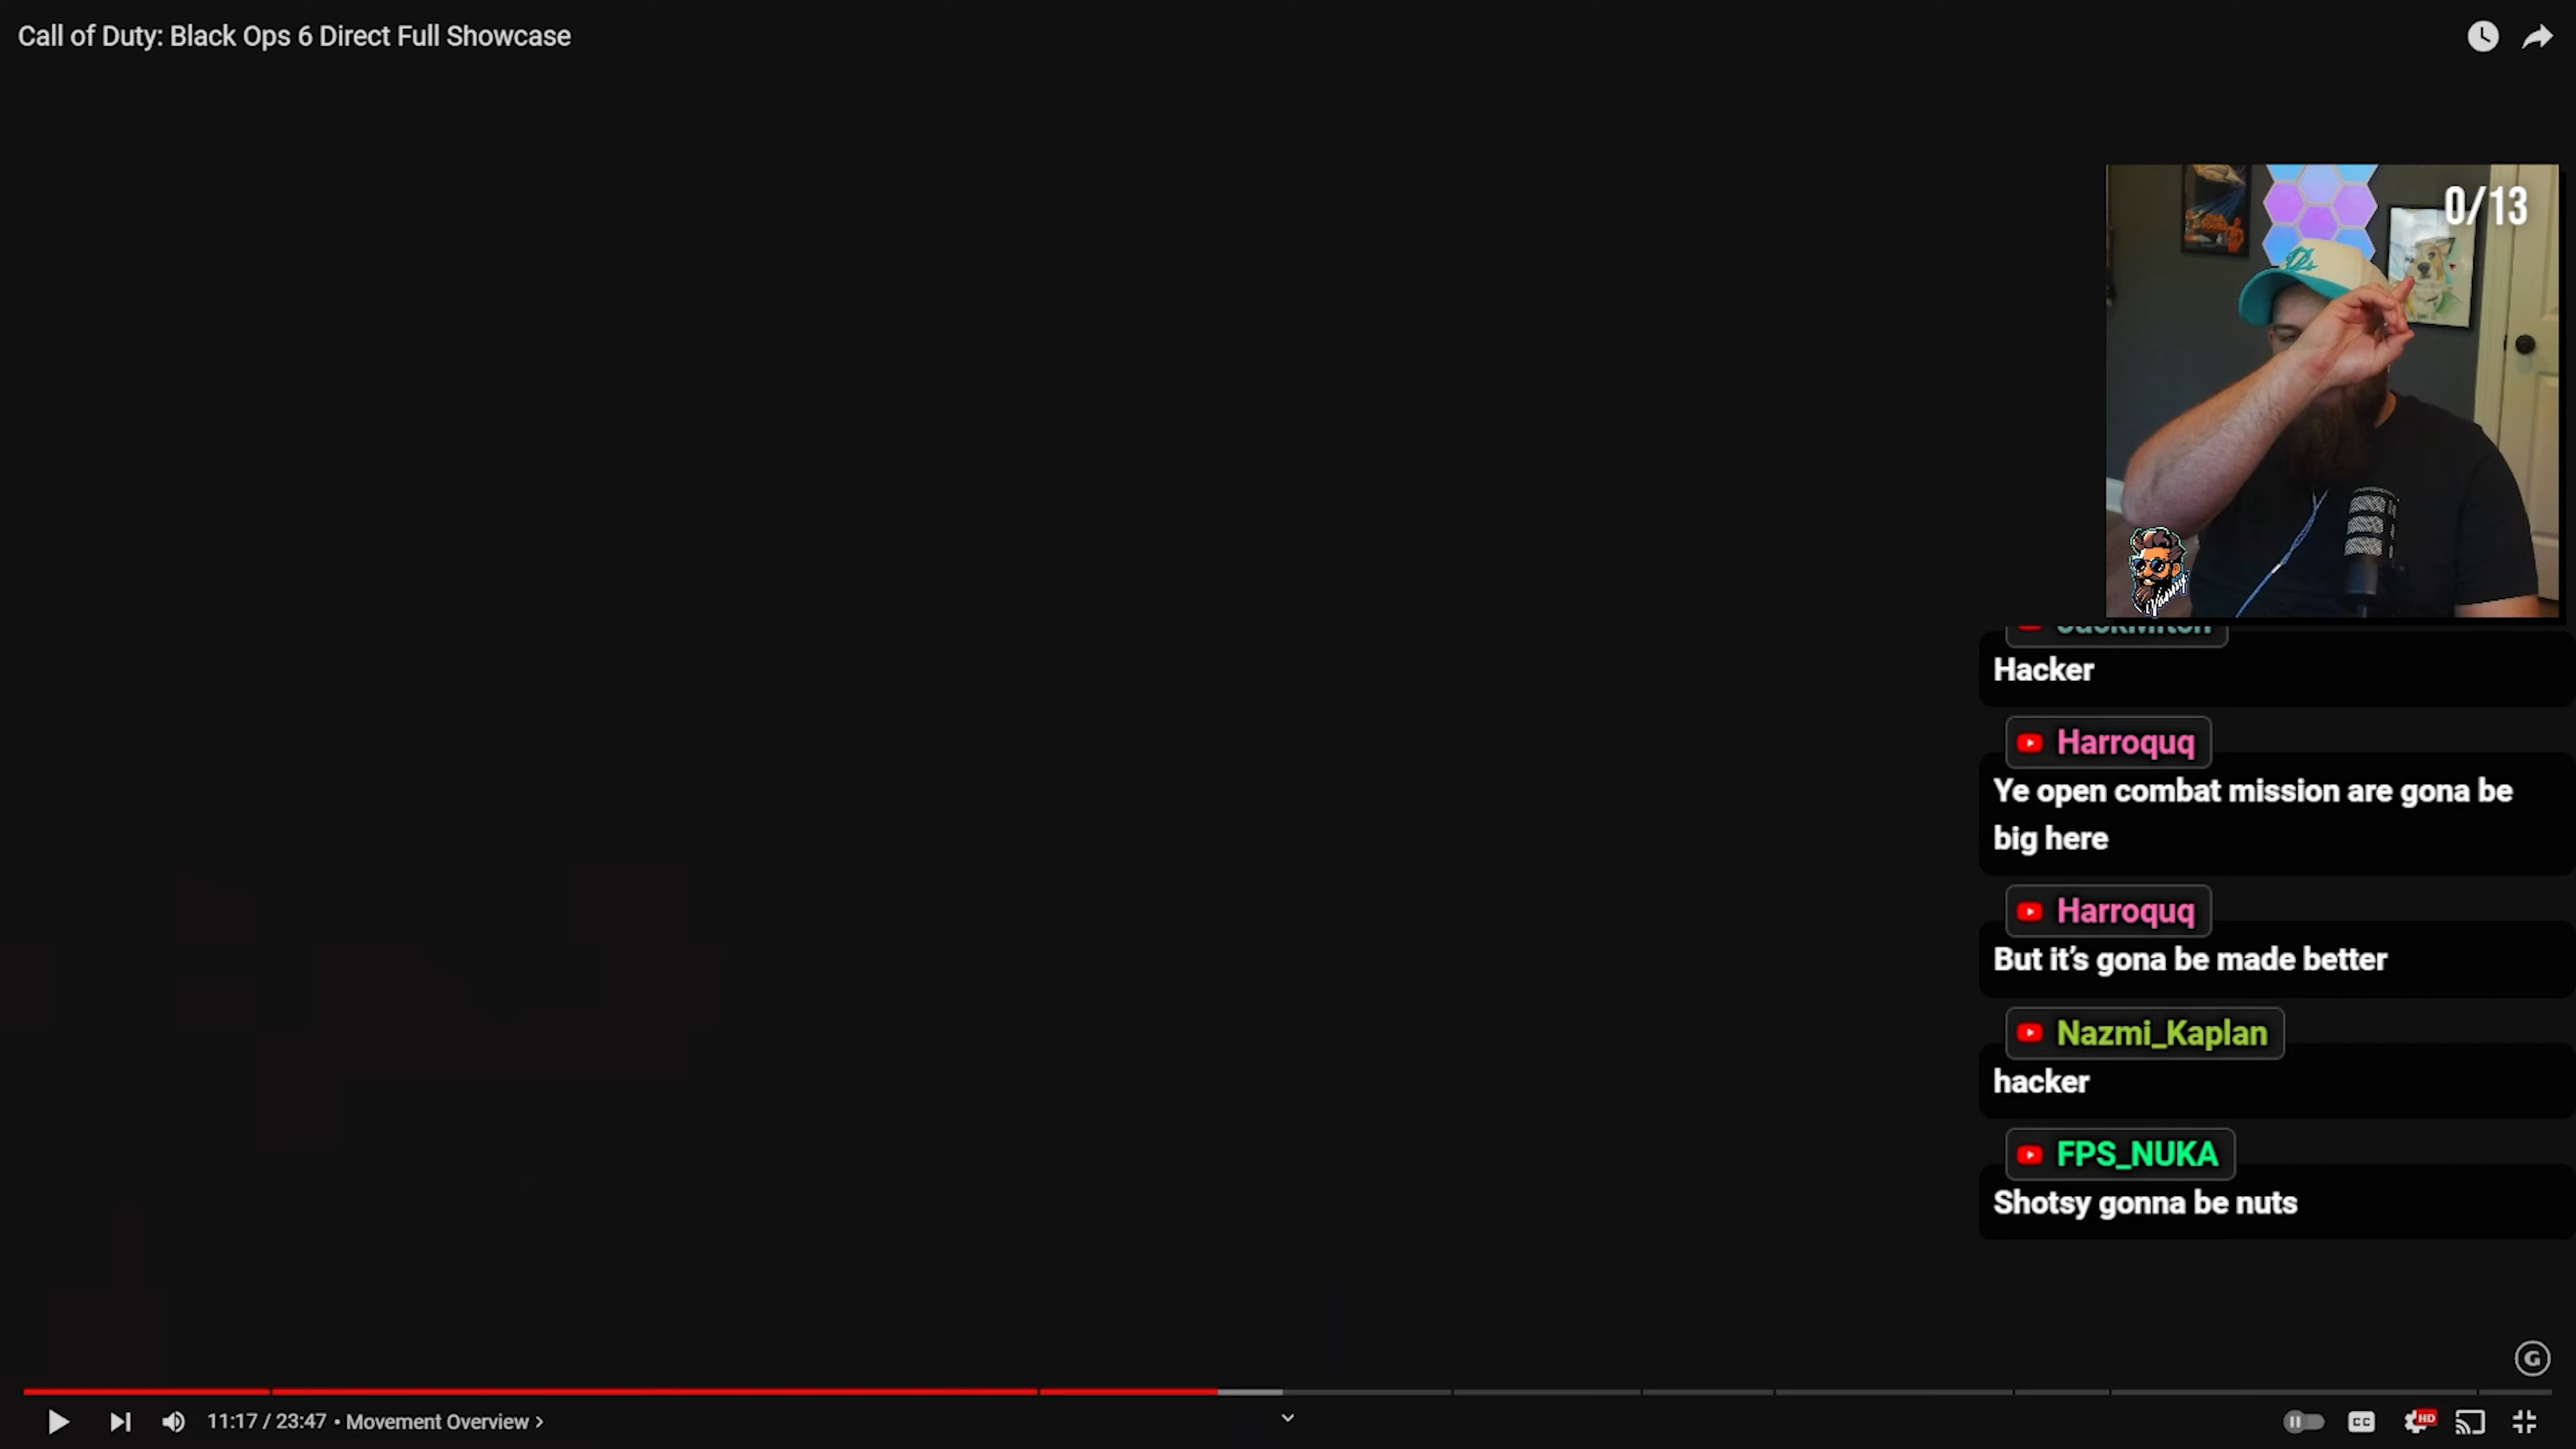 Call of Duty: Black Ops 6 Direct Full Showcase
0/13
Hacker
Harroquq
Ye open combat mission are gona be
big here
Harroquq
But it’s gona be made better
Nazmi_Kaplan
hacker
FPS_NUKA
Shotsy gonna be nuts
G
11:17 / 23:47 • Movement Overview ›
CC
HD